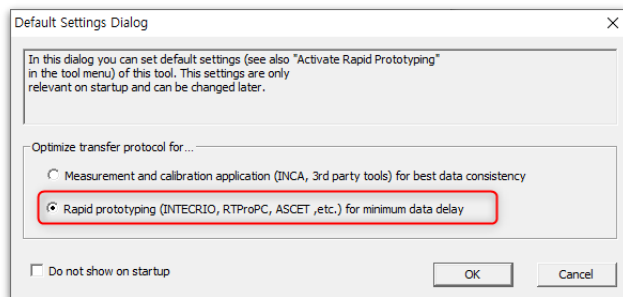 Default Settings Dialog
In this dialog you can set default settings (see also "Activate Rapid Prototyping"
in the tool menu) of this tool. This settings are only
relevant on startup and can be changed later.
Optimize transfer protocol for...
Measurement and calibration application (INCA, 3rd party tools) for best data consistency
Rapid prototyping (INTECRIO, RTProPC, ASCET ,etc.) for minimum data delay
Do not show on startup
OK
Cancel